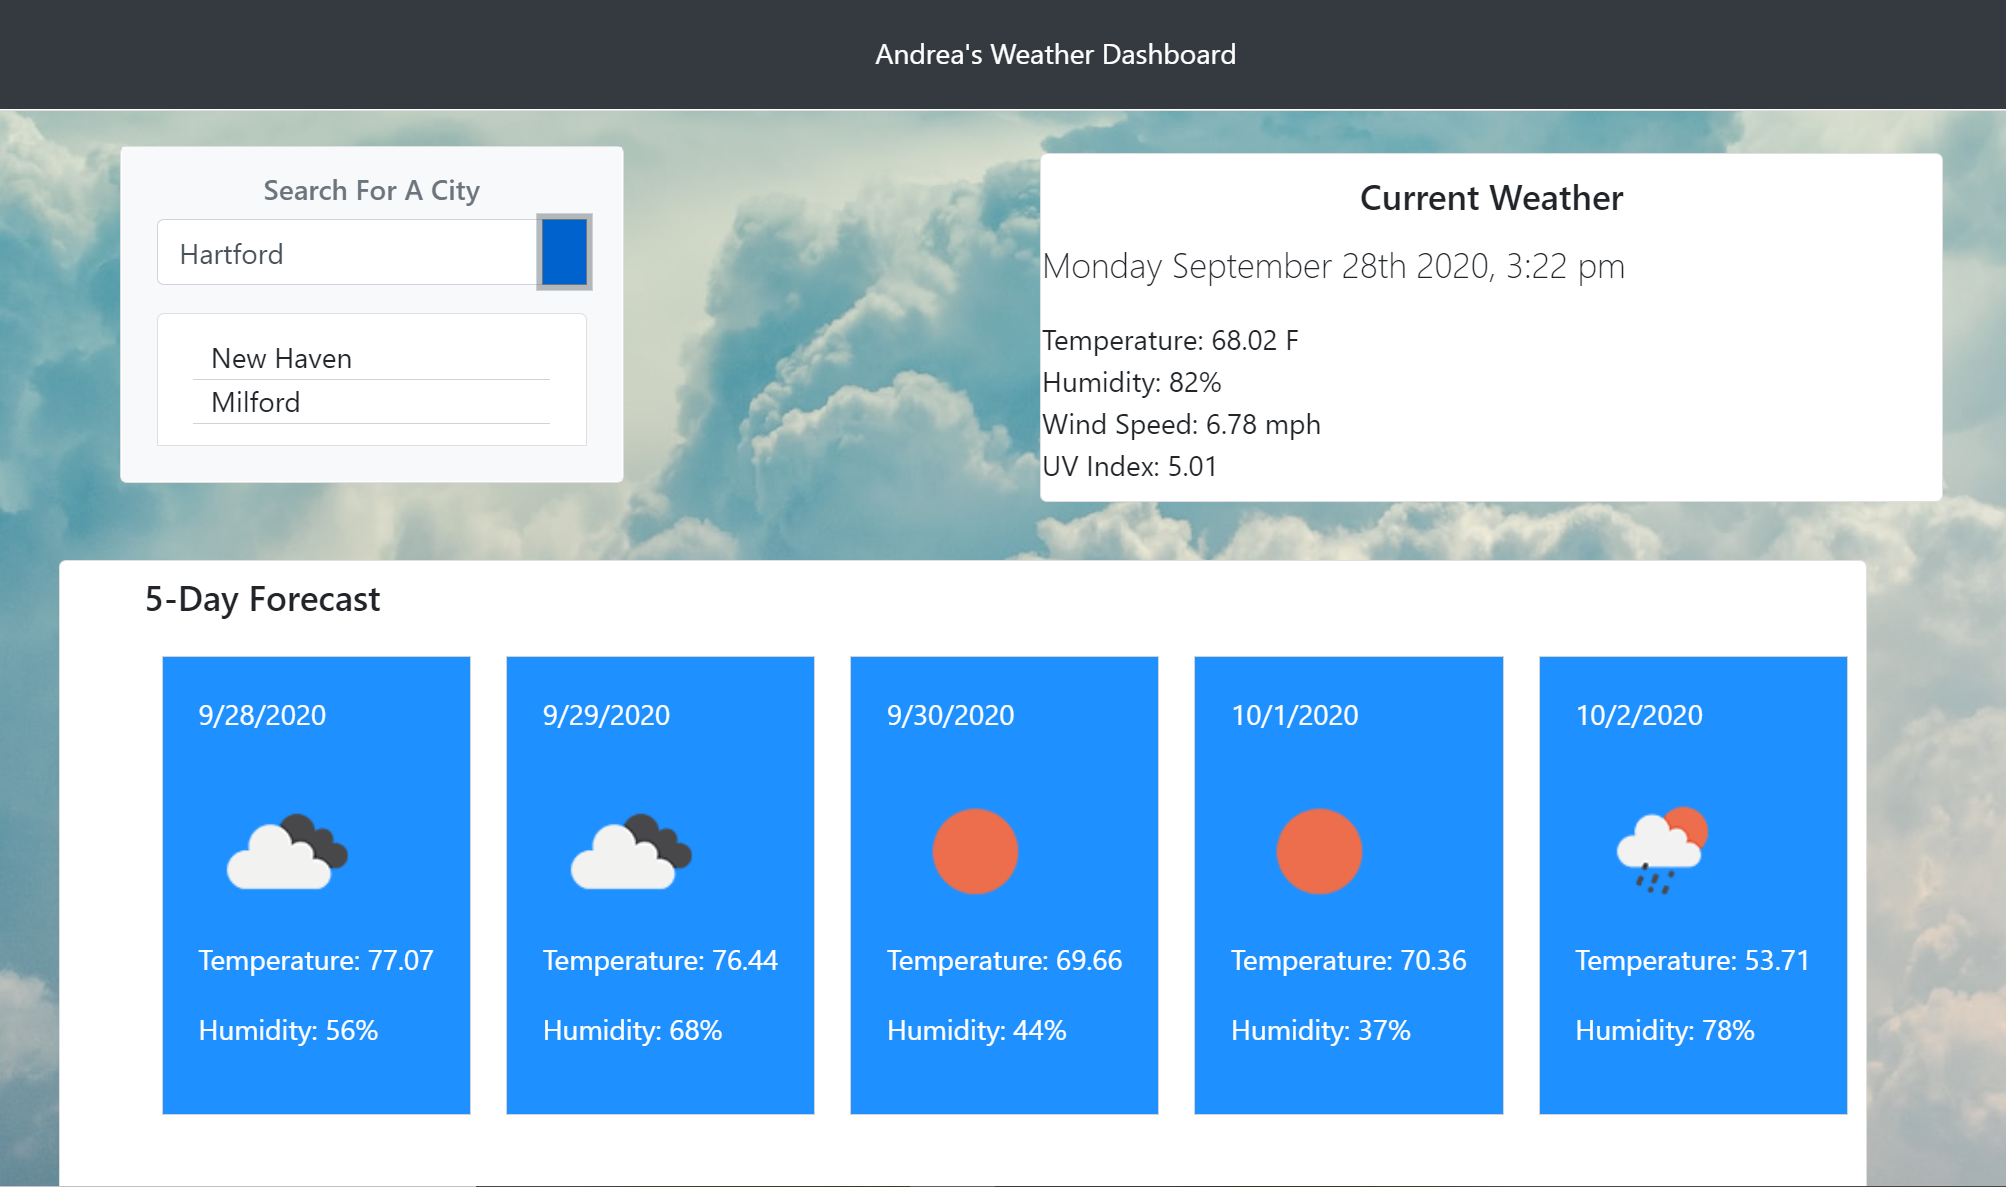 Andrea's Weather Dashboard
Search For A City
Hartford
New Haven
Milford
Current Weather
Monday September 28th 2020, 3:22 pm
Temperature: 68.02 F
Humidity: 82%
Wind Speed: 6.78 mph
UV Index: 5.01
5-Day Forecast
9/28/2020
Temperature: 77.07
Humidity: 56%
9/29/2020
Temperature: 76.44
Humidity: 68%
9/30/2020
Temperature: 69.66
Humidity: 44%
10/1/2020
Temperature: 70.36
Humidity: 37%
10/2/2020
Temperature: 53.71
Humidity: 78%